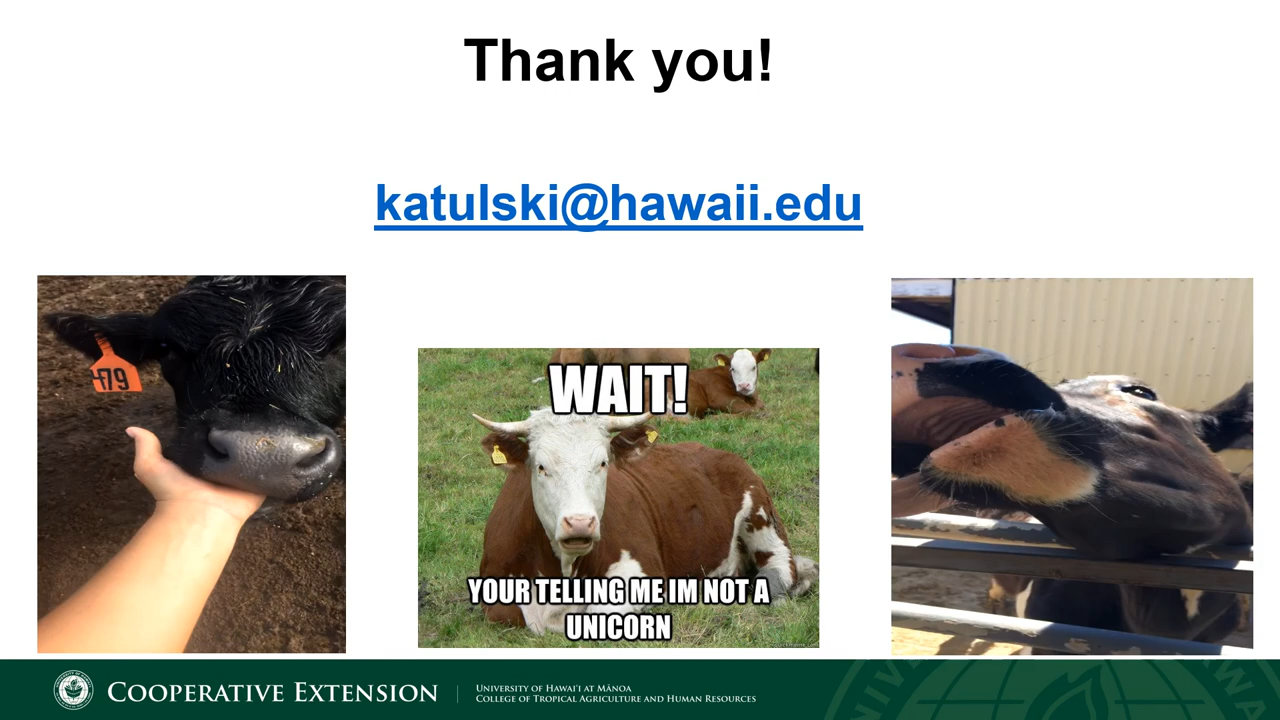 Thank you!
katulski@hawaii.edu
179
WAIT!
YOUR TELLING ME IM NOT A
UNICORN
COOPERATIVE EXTENSION
UNIVERSITY OF HAWAI'I AT MĀNOA
COLLEGE OF TROPICAL AGRICULTURE AND HUMAN RESOURCES